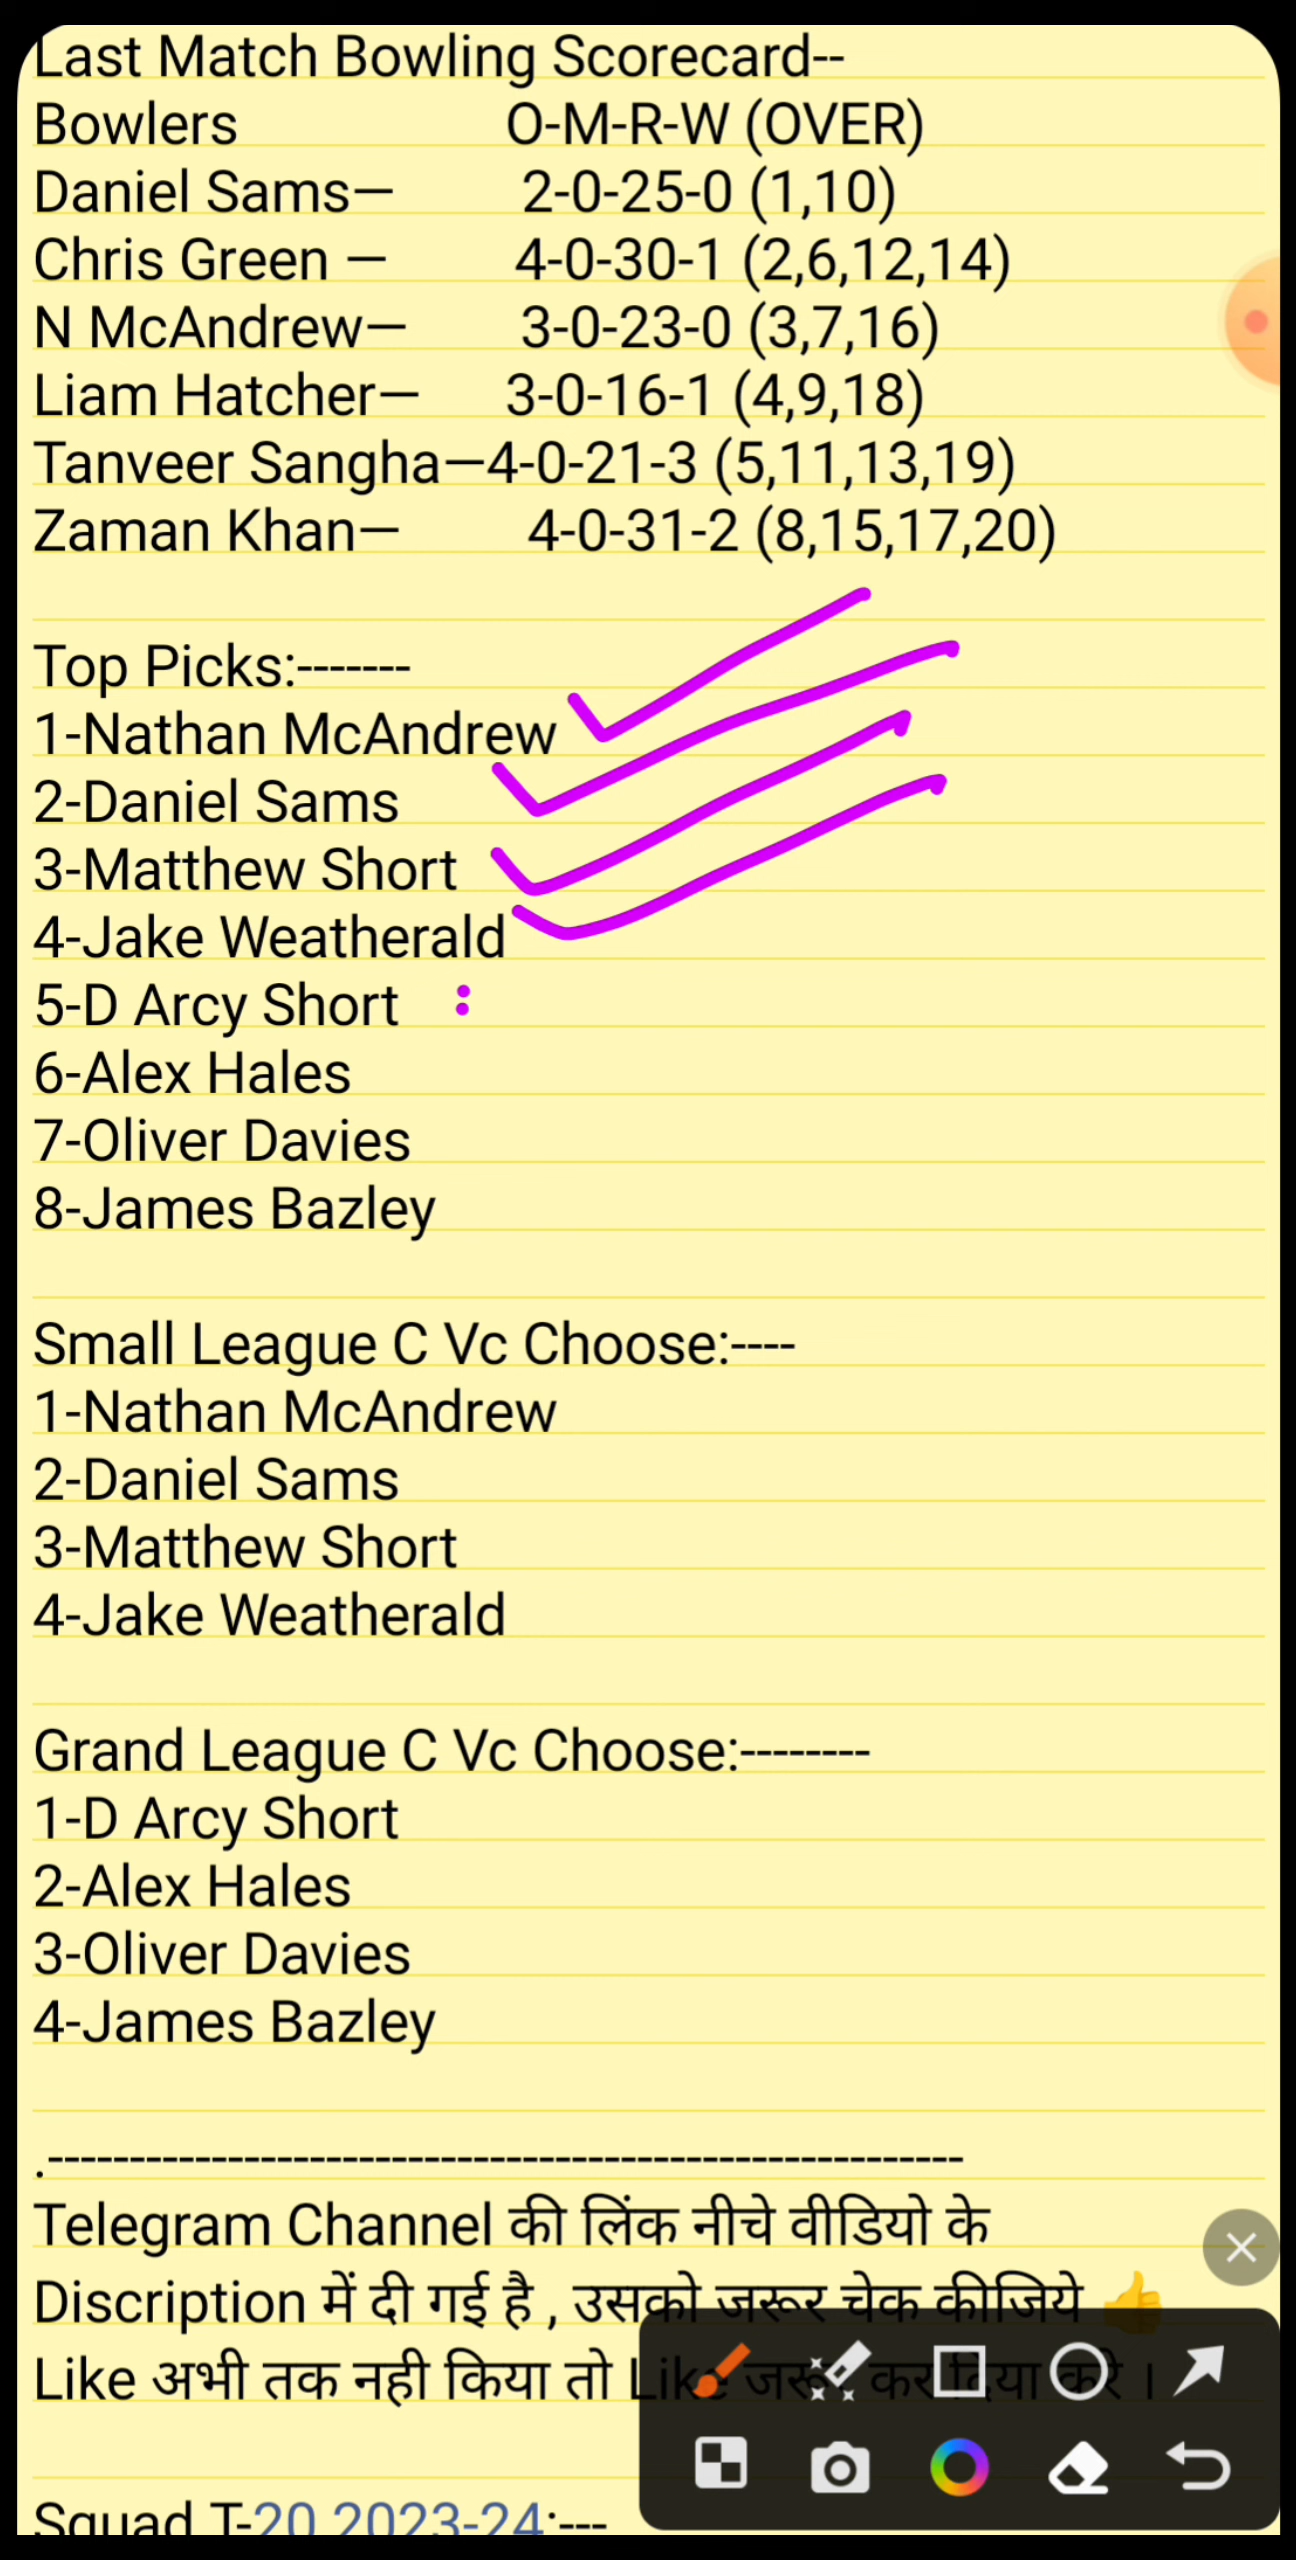 Last Match Bowling Scorecard--
Bowlers O-M-R-W (OVER)
Daniel Sams— 2-0-25-0 (1,10)
Chris Green — 4-0-30-1 (2,6,12,14)
N McAndrew— 3-0-23-0 (3,7,16)
Liam Hatcher— 3-0-16-1 (4,9,18)
Tanveer Sangha—4-0-21-3 (5,11,13,19)
Zaman Khan— 4-0-31-2 (8,15,17,20)
Top Picks:-------
1-Nathan McAndrew
2-Daniel Sams
3-Matthew Short
4-Jake Weatherald
5-D Arcy Short
6-Alex Hales
7-Oliver Davies
8-James Bazley
Small League C Vc Choose:----
1-Nathan McAndrew
2-Daniel Sams
3-Matthew Short
4-Jake Weatherald
Grand League C Vc Choose:--------
1-D Arcy Short
2-Alex Hales
3-Oliver Davies
4-James Bazley
.--------------------------------------------------------
Telegram Channel की लिंक नीचे वीडियो के
Discription में दी गई है , उसको जरूर चेक कीजिये 👍
Like अभी तक नही किया तो Like जरूर कर दिया करे ।
Squad T-20 2023-24:---